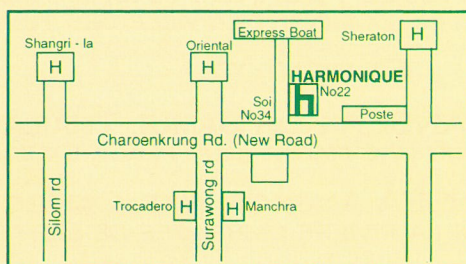 Express Boat
Sheraton
H
Shangri - la
H
Oriental
H
HARMONIQUE
h
No22
Soi
No34
Poste
Charoenkrung Rd. (New Road)
Silom rd
Surawong rd
Trocadero
H
H
Manchra